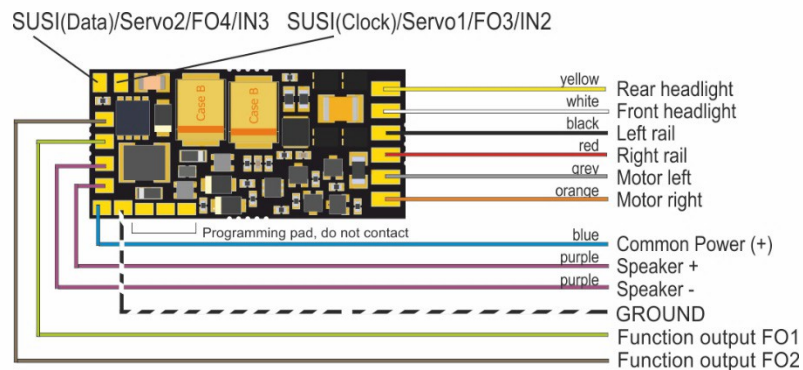 SUSI(Data)/Servo2/FO4/IN3 SUSI(Clock)/Servo1/FO3/IN2
Case B
Case B
yellow Rear headlight
white Front headlight
black Left rail
red Right rail
grey Motor left
orange Motor right
Programming pad, do not contact
blue Common Power (+)
purple Speaker +
purple Speaker -
GROUND
Function output FO1
Function output FO2